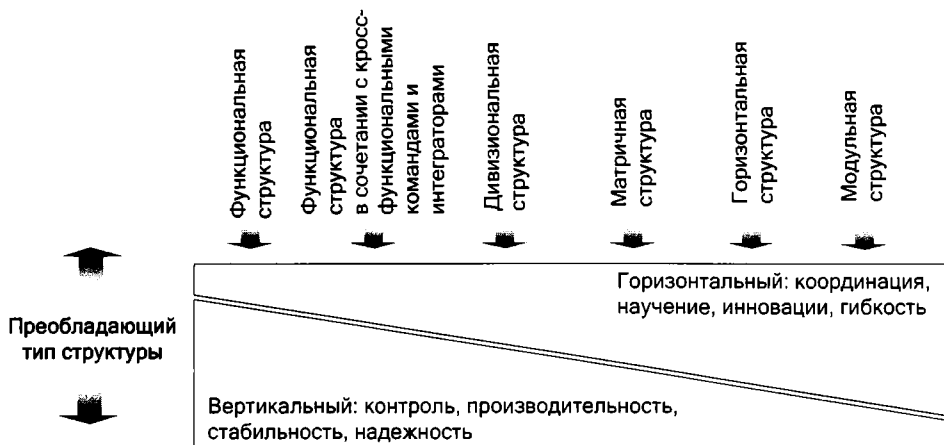 Функциональная
структура
Функциональная
структура
в сочетании с кросс-
функциональными
командами и
интеграторами
Дивизиональная
структура
Матричная
структура
Горизонтальная
структура
Модульная
структура
Горизонтальный: координация,
научение, инновации, гибкость
Преобладающий
тип структуры
Вертикальный: контроль, производительность,
стабильность, надежность